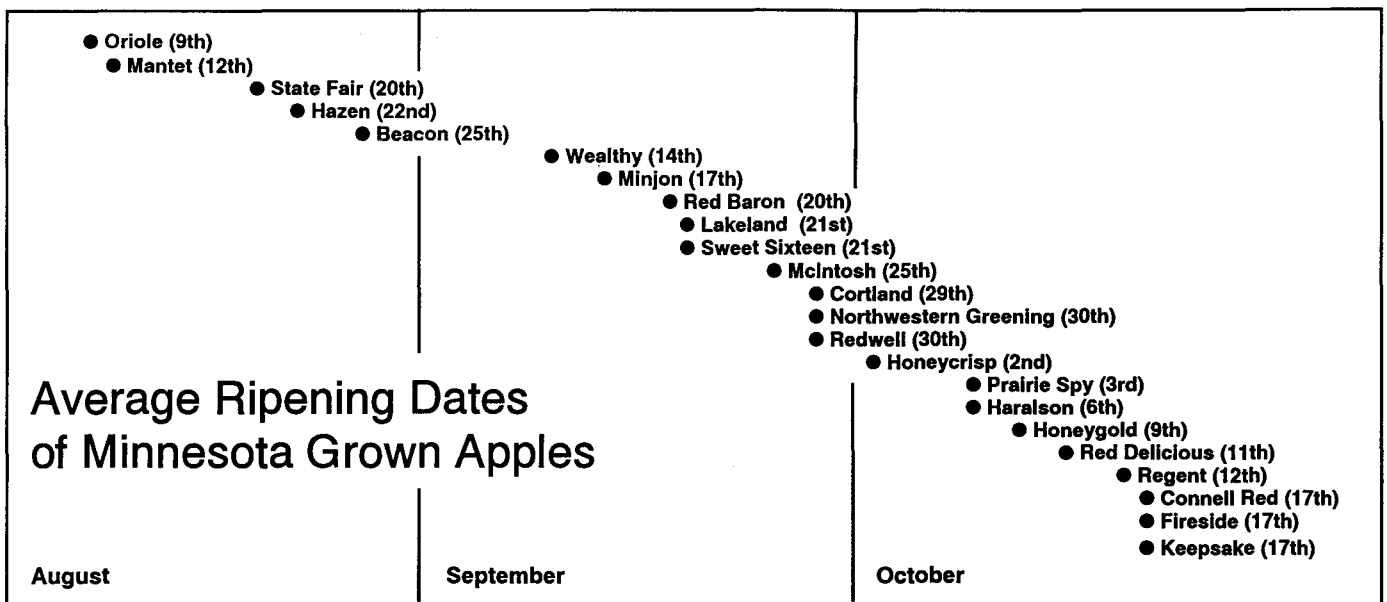 Oriole (9th)
Mantet (12th)
State Fair (20th)
Hazen (22nd)
Beacon (25th)
Wealthy (14th)
Minjon (17th)
Red Baron (20th)
Lakeland (21st)
Sweet Sixteen (21st)
McIntosh (25th)
Cortland (29th)
Northwestern Greening (30th)
Redwell (30th)
Honeycrisp (2nd)
Prairie Spy (3rd)
Haralson (6th)
Honeygold (9th)
Red Delicious (11th)
Regent (12th)
Connell Red (17th)
Fireside (17th)
Keepsake (17th)
Average Ripening Dates
of Minnesota Grown Apples
August
September
October